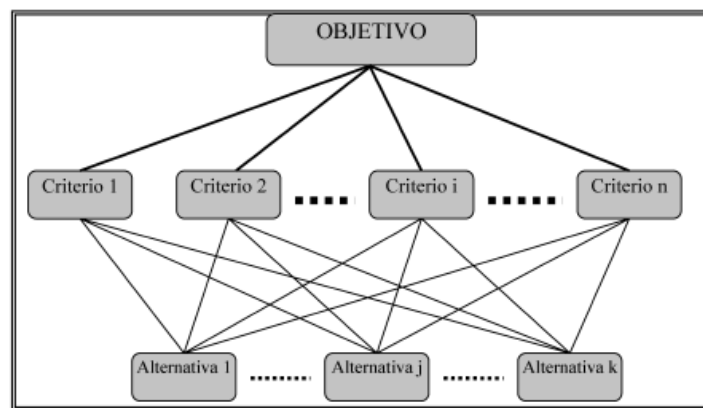 OBJETIVO
Criterio 1
Criterio 2
Criterio i
Criterio n
Alternativa 1
Alternativa j
Alternativa k